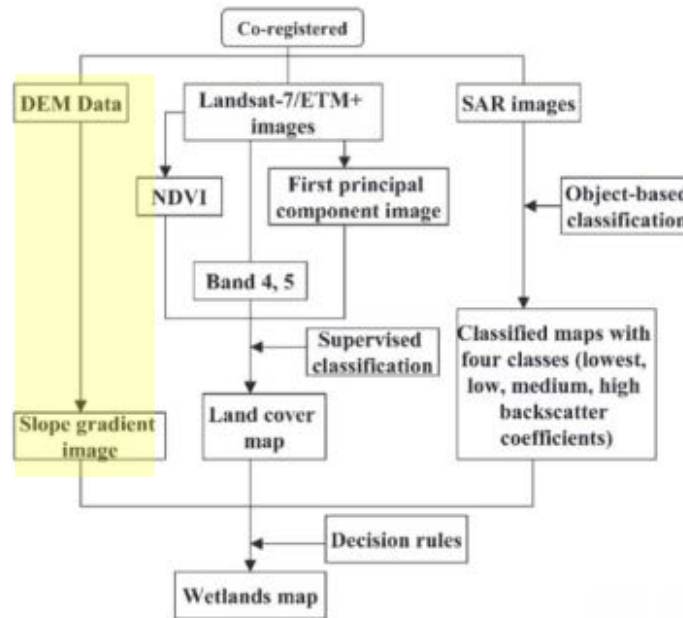 Co-registered
DEM Data
Landsat-7/ETM+
images
SAR images
NDVI
First principal
component image
Object-based
classification
Band 4, 5
Supervised
classification
Classified maps with
four classes (lowest,
low, medium, high
backscatter
coefficients)
Slope gradient
image
Land cover
map
Decision rules
Wetlands map